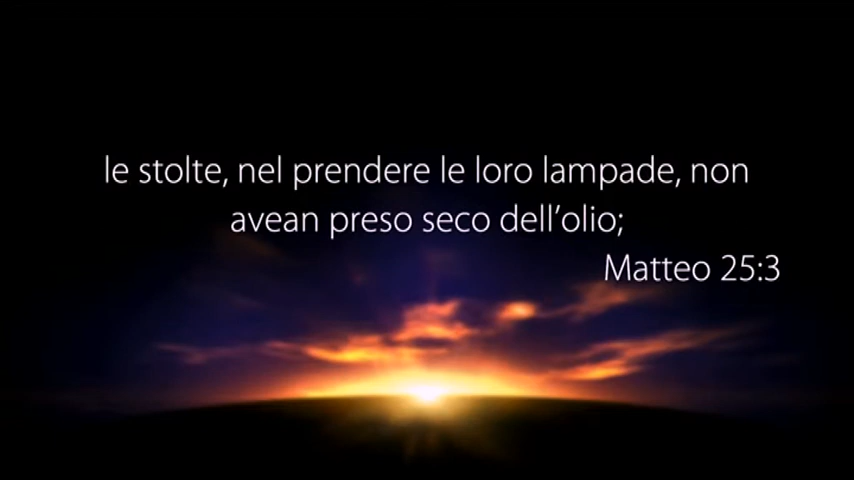 le stolte, nel prendere le loro lampade, non
avean preso seco dell’olio;
Matteo 25:3